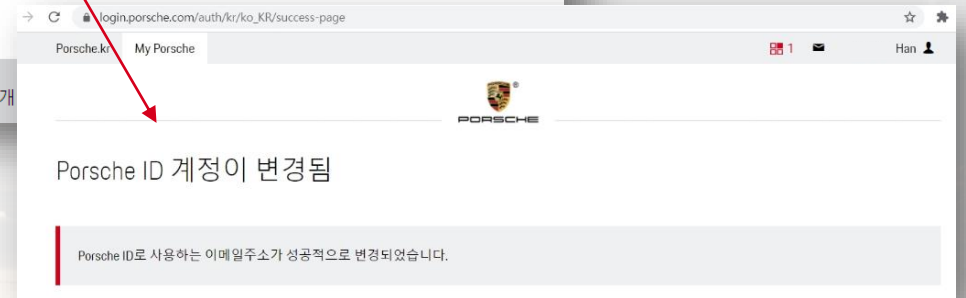 login.porsche.com/auth/kr/ko_KR/success-page
Porsche.kr My Porsche 1 Han
개
PORSCHE
Porsche ID 계정이 변경됨
Porsche ID로 사용하는 이메일주소가 성공적으로 변경되었습니다.